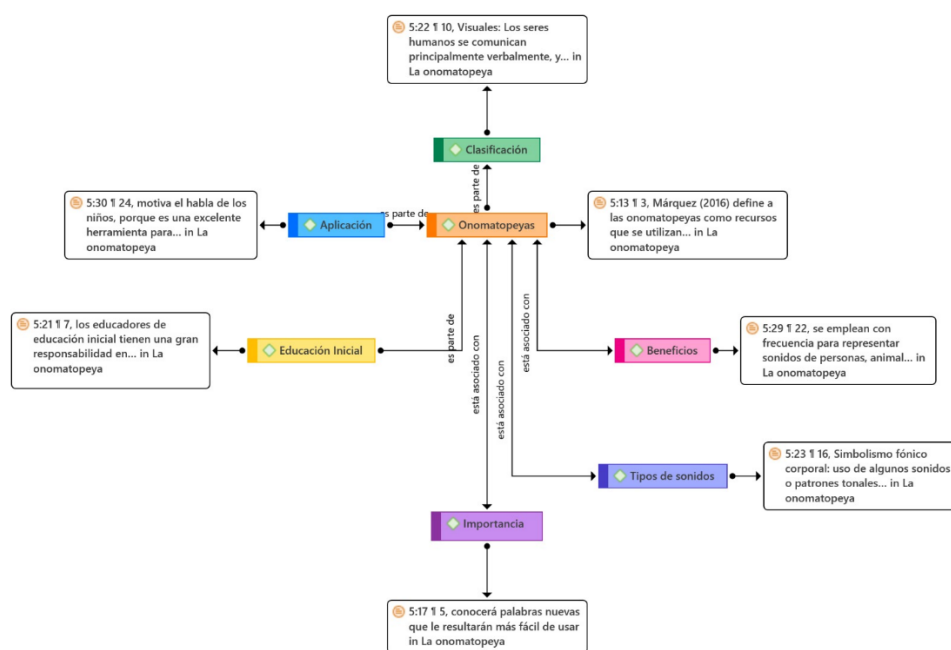 5:22 ¶ 10, Visuales: Los seres
humanos se comunican
principalmente verbalmente, y… in
La onomatopeya
Clasificación
es parte de
5:30 ¶ 24, motiva el habla de los
niños, porque es una excelente
herramienta para… in La
onomatopeya
Aplicación
es parte de
Onomatopeyas
5:13 ¶ 3, Márquez (2016) define a
las onomatopeyas como recursos
que se utilizan… in La
onomatopeya
5:21 ¶ 7, los educadores de
educación inicial tienen una gran
responsabilidad en… in La
onomatopeya
Educación Inicial
es parte de
está asociado con
está asociado con
está asociado con
Beneficios
5:29 ¶ 22, se emplean con
frecuencia para representar
sonidos de personas, animal… in
La onomatopeya
Tipos de sonidos
5:23 ¶ 16, Simbolismo fónico
corporal: uso de algunos sonidos
o patrones tonales… in La
onomatopeya
Importancia
5:17 ¶ 5, conocerá palabras nuevas
que le resultarán más fácil de usar
in La onomatopeya